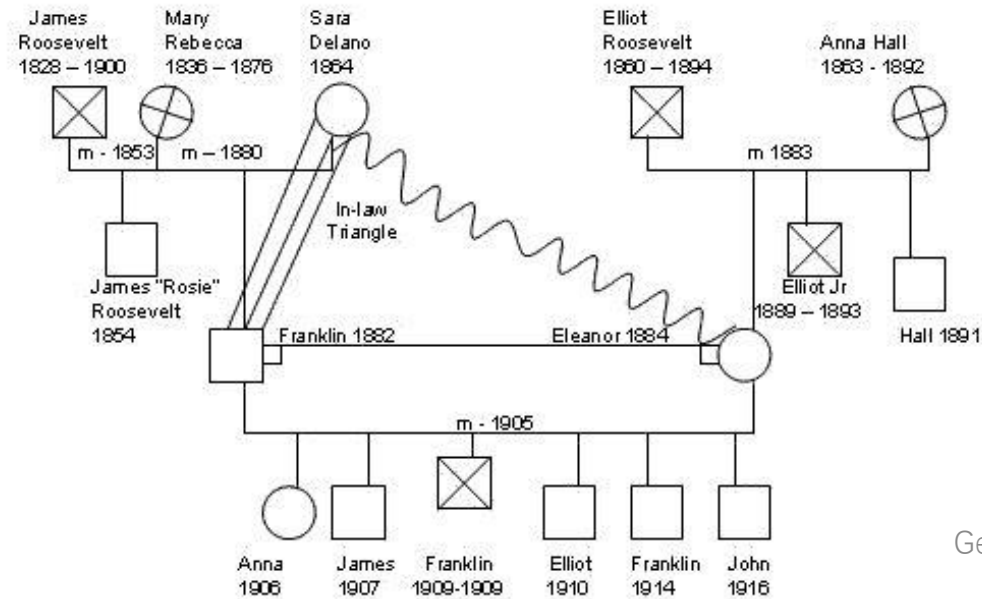 James
Roosevelt
1828 – 1900
Mary
Rebecca
1836 – 1876
Sara
Delano
1864
Elliot
Roosevelt
1860 – 1894
Anna Hall
1863 - 1892
m - 1853
m – 1880
m 1883
In-law
Triangle
James "Rosie"
Roosevelt
1854
Elliot Jr
1889 – 1893
Hall 1891
Franklin 1882
Eleanor 1884
m - 1905
Anna
1906
James
1907
Franklin
1909-1909
Elliot
1910
Franklin
1914
John
1916
Ge